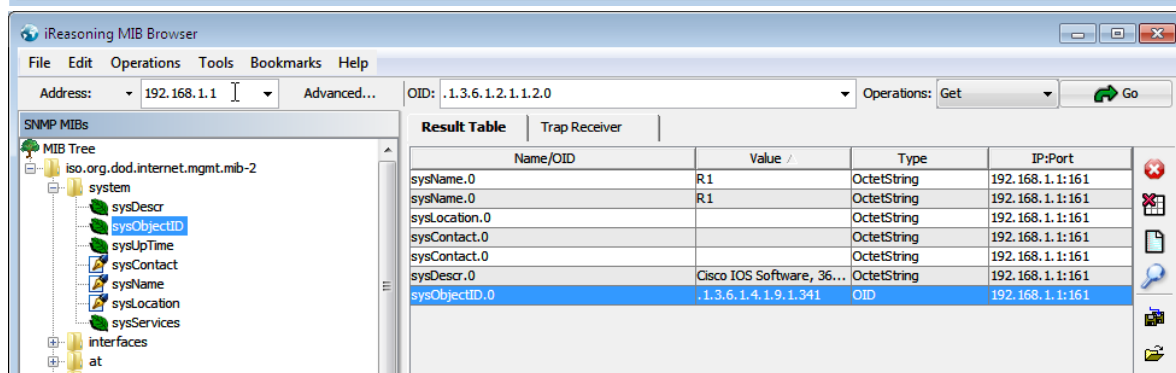 iReasoning MIB Browser
File Edit Operations Tools Bookmarks Help
Address: 192.168.1.1 Advanced... OID: .1.3.6.1.2.1.1.2.0 Operations: Get Go
SNMP MIBs
Result Table Trap Receiver
MIB Tree
iso.org.dod.internet.mgmt.mib-2
system
sysDescr
sysObjectID
sysUpTime
sysContact
sysName
sysLocation
sysServices
interfaces
at
Name/OID Value Type IP:Port
sysName.0 R1 OctetString 192.168.1.1:161
sysName.0 R1 OctetString 192.168.1.1:161
sysLocation.0 OctetString 192.168.1.1:161
sysContact.0 OctetString 192.168.1.1:161
sysContact.0 OctetString 192.168.1.1:161
sysDescr.0 Cisco IOS Software, 36... OctetString 192.168.1.1:161
sysObjectID.0 .1.3.6.1.4.1.9.1.341 OID 192.168.1.1:161